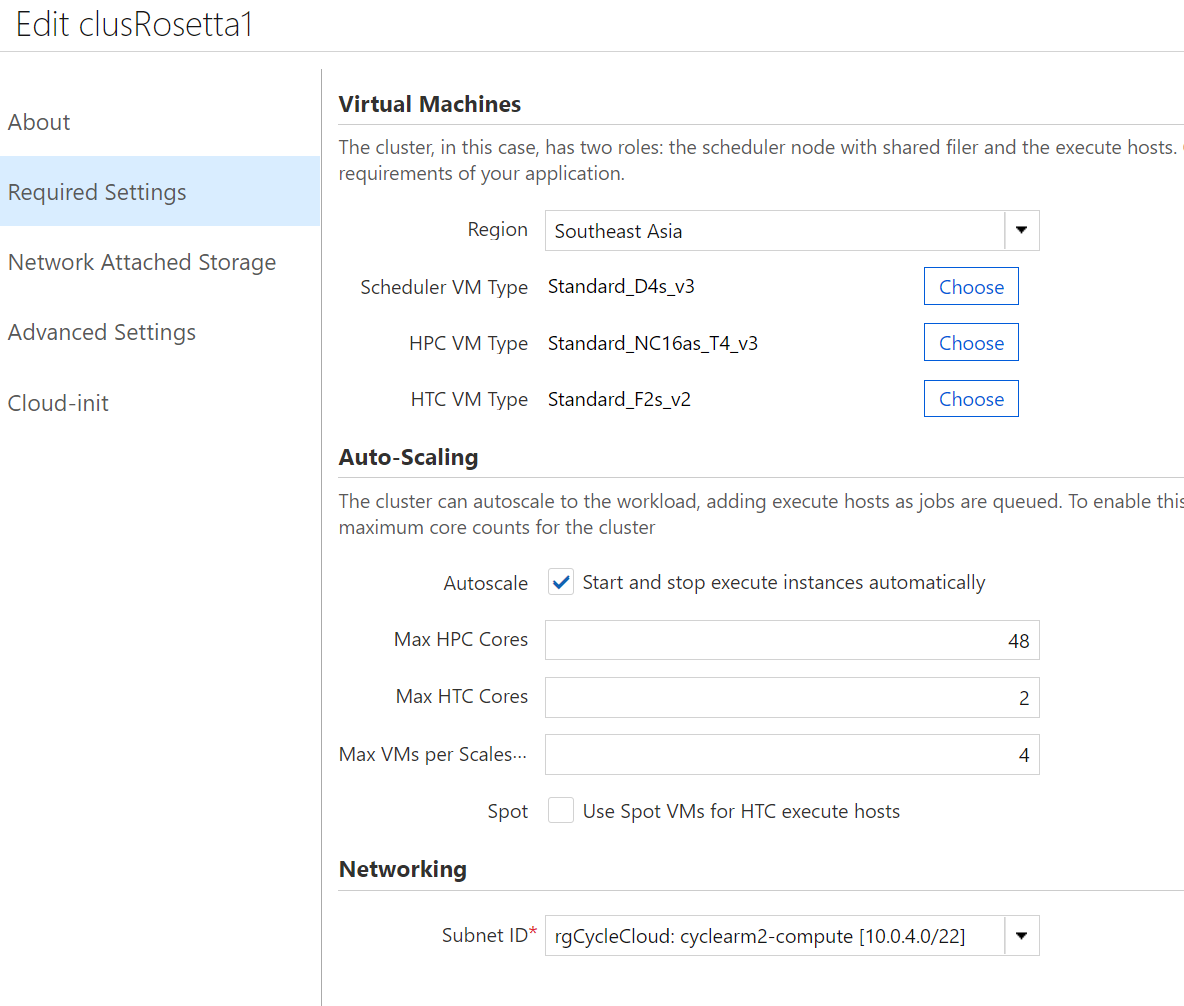 Edit clusRosetta1
About
Required Settings
Network Attached Storage
Advanced Settings
Cloud-init
Virtual Machines
The cluster, in this case, has two roles: the scheduler node with shared filer and the execute hosts.
requirements of your application.
Region Southeast Asia
Scheduler VM Type Standard_D4s_v3 Choose
HPC VM Type Standard_NC16as_T4_v3 Choose
HTC VM Type Standard_F2s_v2 Choose
Auto-Scaling
The cluster can autoscale to the workload, adding execute hosts as jobs are queued. To enable this
maximum core counts for the cluster
Autoscale Start and stop execute instances automatically
Max HPC Cores 48
Max HTC Cores 2
Max VMs per Scales... 4
Spot Use Spot VMs for HTC execute hosts
Networking
Subnet ID* rgCycleCloud: cyclearm2-compute [10.0.4.0/22]